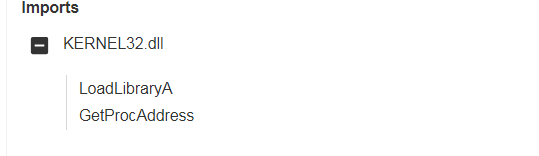 Imports
KERNEL32.dll
LoadLibraryA
GetProcAddress